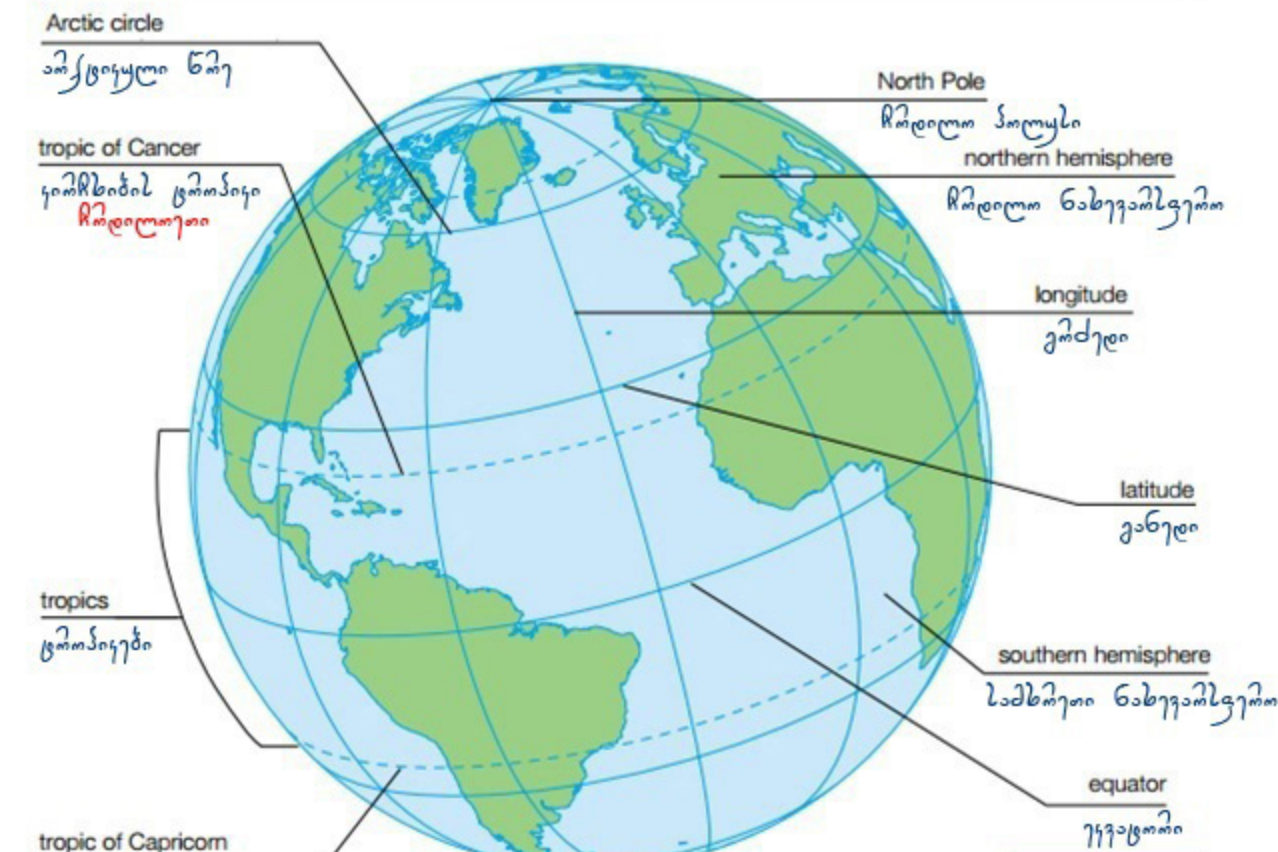 Arctic circle
არქტიკული წრე
tropic of Cancer
კირჩხიბის ტროპიკი
ჩრდილოეთი
tropics
ტროპიკები
tropic of Capricorn
North Pole
ჩრდილო პოლუსი
northern hemisphere
ჩრდილო ნახევარსფერო
longitude
გრძედი
latitude
განედი
southern hemisphere
სამხრეთი ნახევარსფერო
equator
ეკვატორი